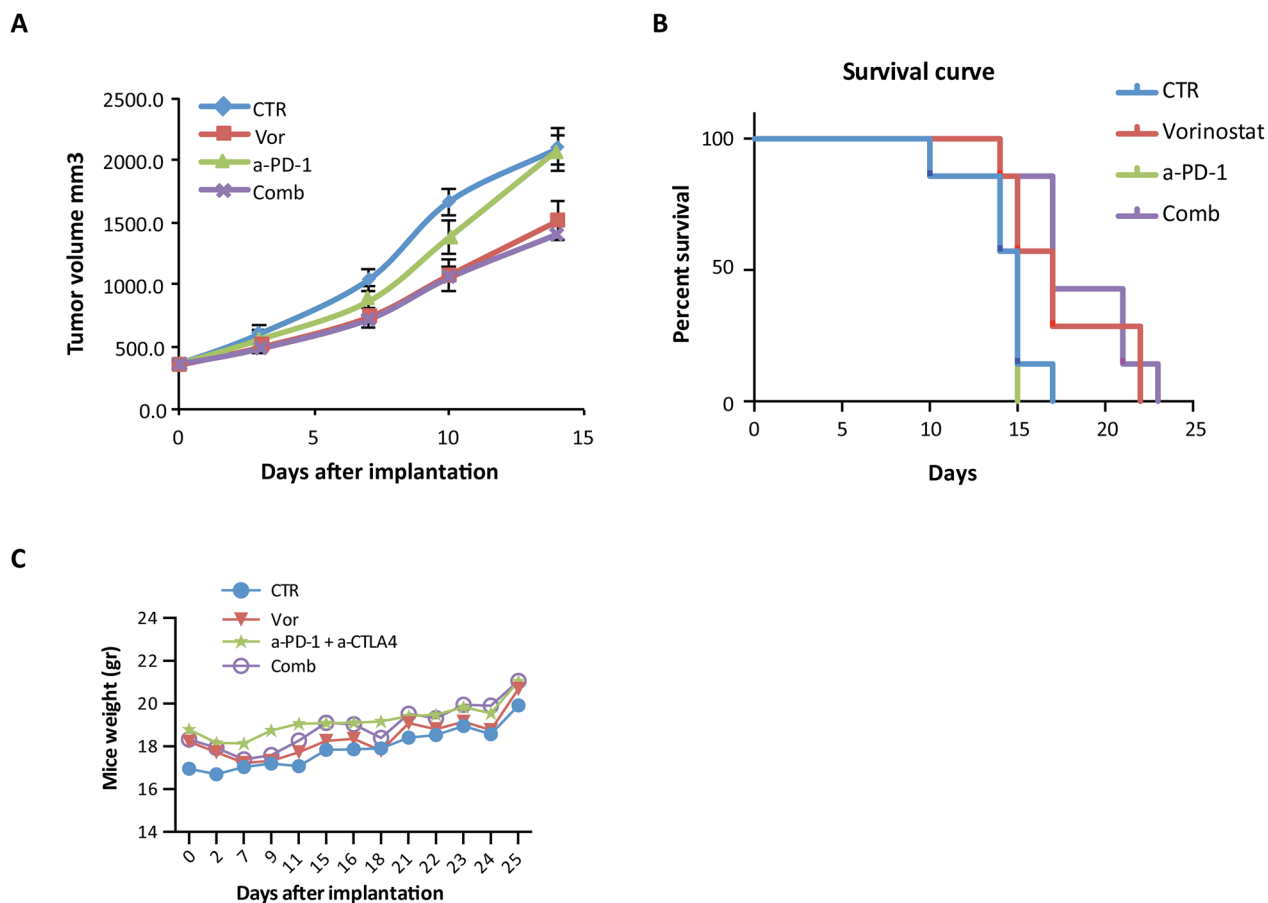 A
2500.0
2000.0
1500.0
1000.0
500.0
0.0
Tumor volume mm3
CTR
Vor
a-PD-1
Comb
0 5 10 15
Days after implantation
B
Survival curve
CTR
Vorinostat
a-PD-1
Comb
100
50
0
Percent survival
0 5 10 15 20 25
Days
C
CTR
Vor
a-PD-1 + a-CTLA4
Comb
24
22
20
18
16
14
Mice weight (gr)
0 2 7 9 11 15 16 18 21 22 23 24 25
Days after implantation